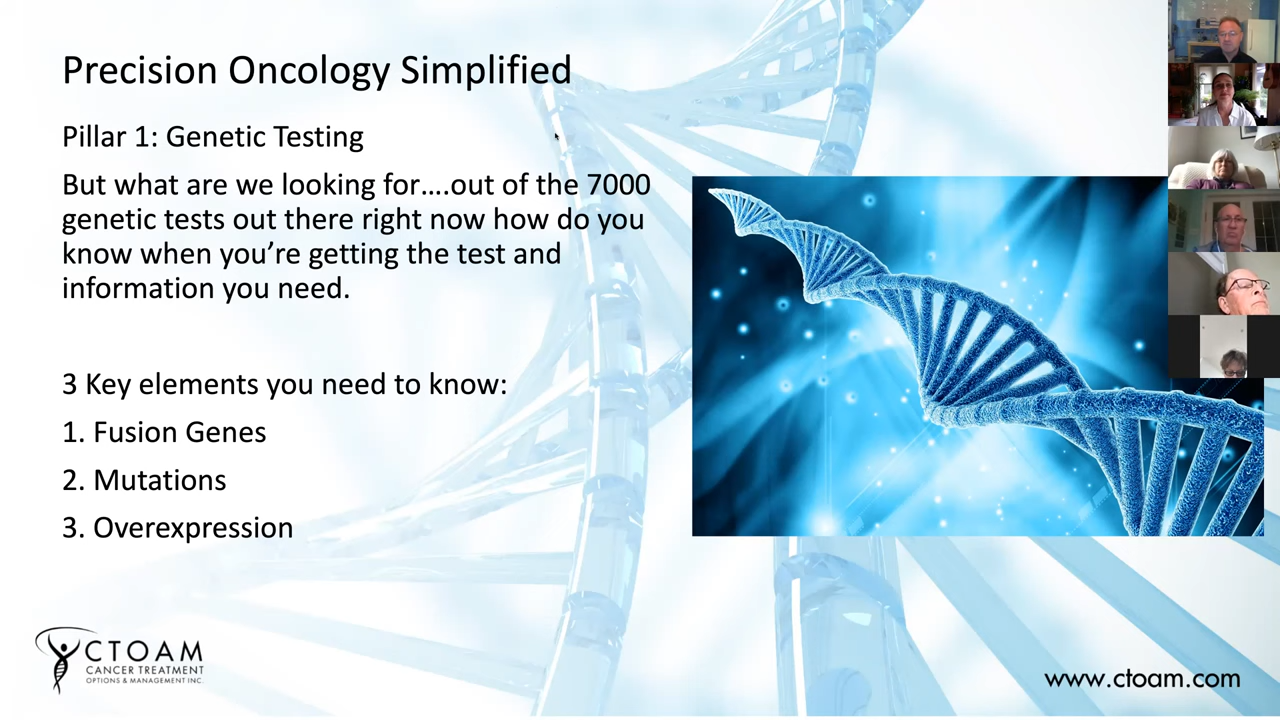 Precision Oncology Simplified
Pillar 1: Genetic Testing
But what are we looking for….out of the 7000
genetic tests out there right now how do you
know when you’re getting the test and
information you need.
3 Key elements you need to know:
1. Fusion Genes
2. Mutations
3. Overexpression
CTOAM
CANCER TREATMENT
OPTIONS & MANAGEMENT INC.
www.ctoam.com